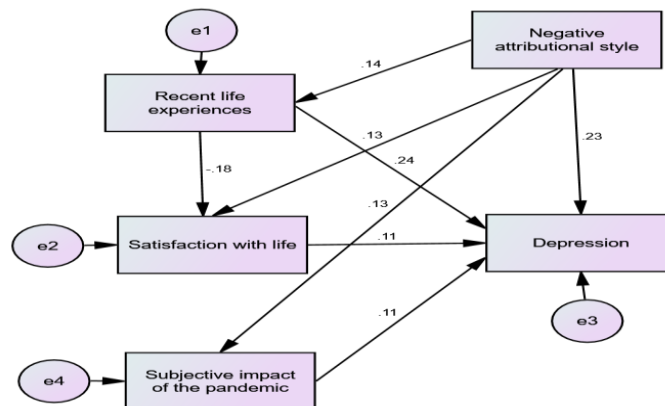 e1
Negative
attributional style
.14
Recent life
experiences
-.18
.13
.24
.23
.13
e2
Satisfaction with life
.11
Depression
.11
e3
e4
Subjective impact
of the pandemic